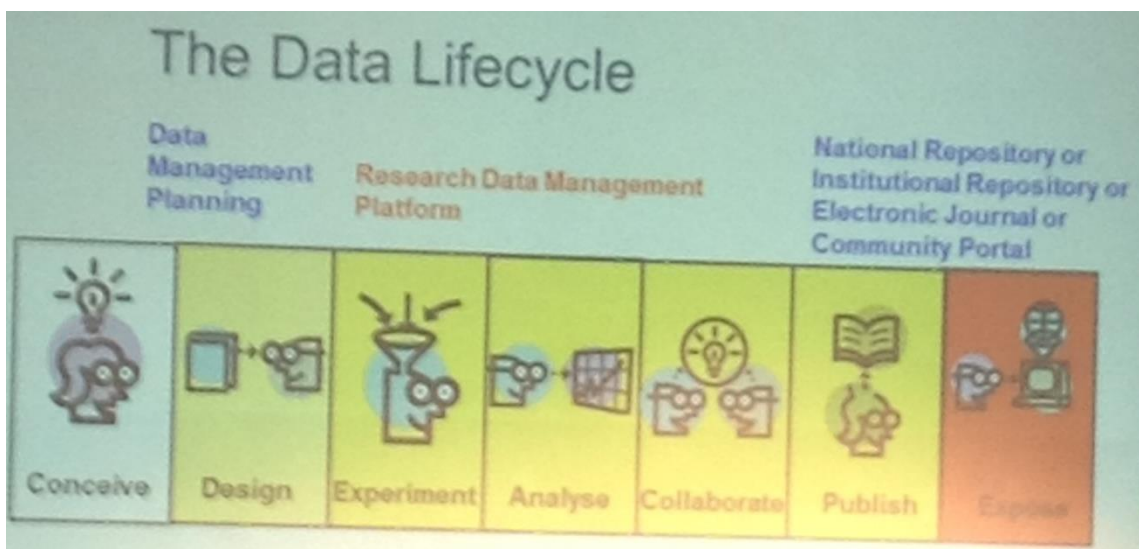 The Data Lifecycle
Data
Management
Planning
Research Data Management
Platform
National Repository or
Institutional Repository or
Electronic Journal or
Community Portal
Conceive
Design
Experiment
Analyse
Collaborate
Publish
Expose